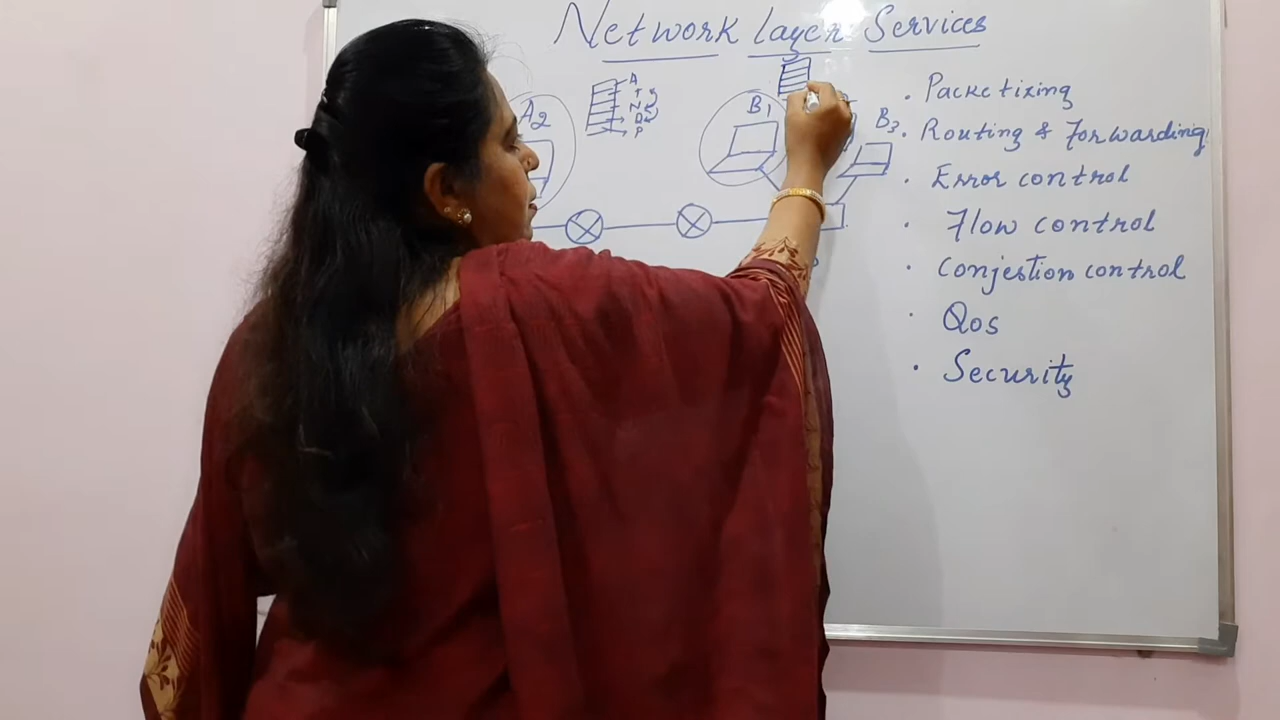 Network layer Services
A
T
N
D
P
A2
B1
B3
. Packetizing
. Routing & Forwarding
. Error control
. Flow control
. Conjestion control
. Qos
. Security